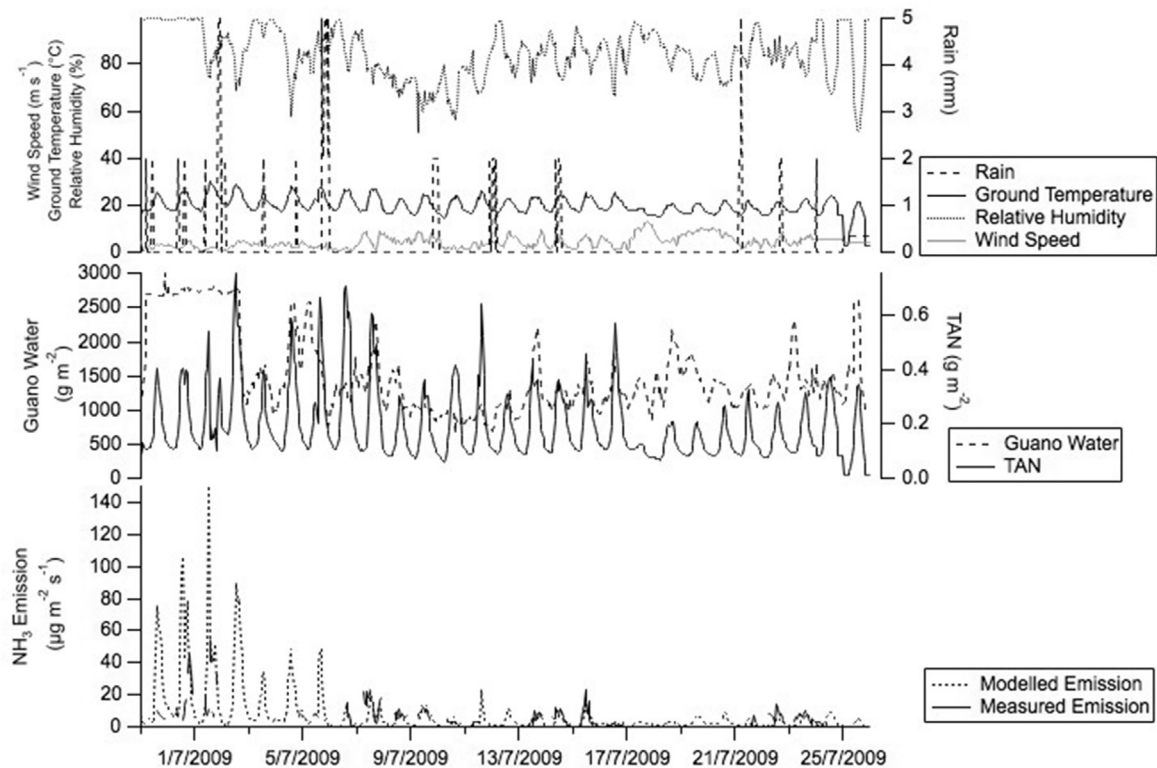 Wind Speed (m s⁻¹)
Ground Temperature (°C)
Relative Humidity (%)
80
60
40
20
0
5
4
3
2
1
0
Rain (mm)
Rain
Ground Temperature
Relative Humidity
Wind Speed
Guano Water
(g m⁻²)
3000
2500
2000
1500
1000
500
0
0.6
0.4
0.2
0.0
TAN (g m⁻²)
Guano Water
TAN
NH₃ Emission
(µg m⁻² s⁻¹)
140
120
100
80
60
40
20
0
Modelled Emission
Measured Emission
1/7/2009
5/7/2009
9/7/2009
13/7/2009
17/7/2009
21/7/2009
25/7/2009